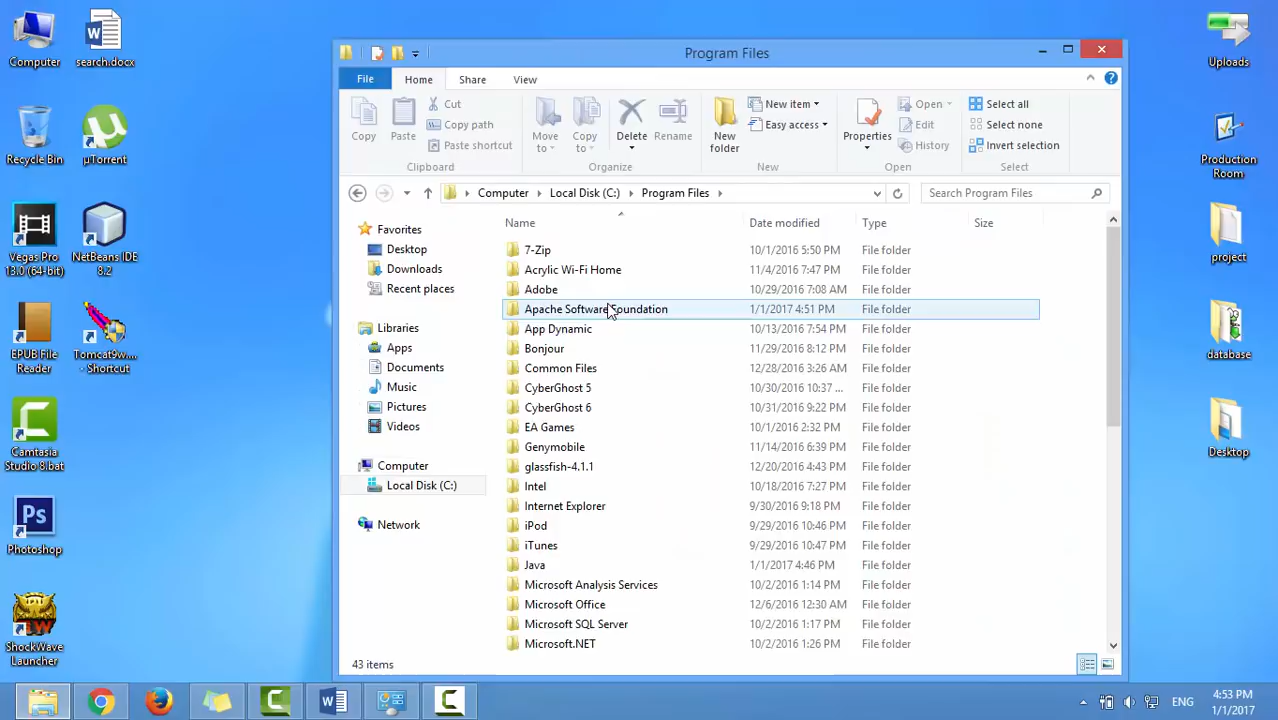 Computer
search.docx
Recycle Bin
µTorrent
Vegas Pro
13.0 (64-bit)
NetBeans IDE
8.2
EPUB File
Reader
Tomcat9w....
- Shortcut
Camtasia
Studio 8.bat
Ps
Photoshop
ShockWave
Launcher
Program Files
File
Home
Share
View
Copy
Paste
Cut
Copy path
Paste shortcut
Clipboard
Move
to
Copy
to
Delete
Rename
Organize
New
folder
New item
Easy access
New
Properties
Open
Edit
History
Open
Select all
Select none
Invert selection
Select
Computer
Local Disk (C:)
Program Files
Search Program Files
Favorites
Desktop
Downloads
Recent places
Libraries
Apps
Documents
Music
Pictures
Videos
Computer
Local Disk (C:)
Network
Name Date modified Type Size
7-Zip 10/1/2016 5:50 PM File folder
Acrylic Wi-Fi Home 11/4/2016 7:47 PM File folder
Adobe 10/29/2016 7:08 AM File folder
Apache Software Foundation 1/1/2017 4:51 PM File folder
App Dynamic 10/13/2016 7:54 PM File folder
Bonjour 11/29/2016 8:12 PM File folder
Common Files 12/28/2016 3:26 AM File folder
CyberGhost 5 10/30/2016 10:37 ... File folder
CyberGhost 6 10/31/2016 9:22 PM File folder
EA Games 10/1/2016 2:32 PM File folder
Genymobile 11/14/2016 6:39 PM File folder
glassfish-4.1.1 12/20/2016 4:43 PM File folder
Intel 10/18/2016 7:27 PM File folder
Internet Explorer 9/30/2016 9:18 PM File folder
iPod 9/29/2016 10:46 PM File folder
iTunes 9/29/2016 10:47 PM File folder
Java 1/1/2017 4:46 PM File folder
Microsoft Analysis Services 10/2/2016 1:14 PM File folder
Microsoft Office 12/6/2016 12:30 AM File folder
Microsoft SQL Server 10/2/2016 1:17 PM File folder
Microsoft.NET 10/2/2016 1:26 PM File folder
43 items
Uploads
Production
Room
project
database
Desktop
ENG
4:53 PM
1/1/2017